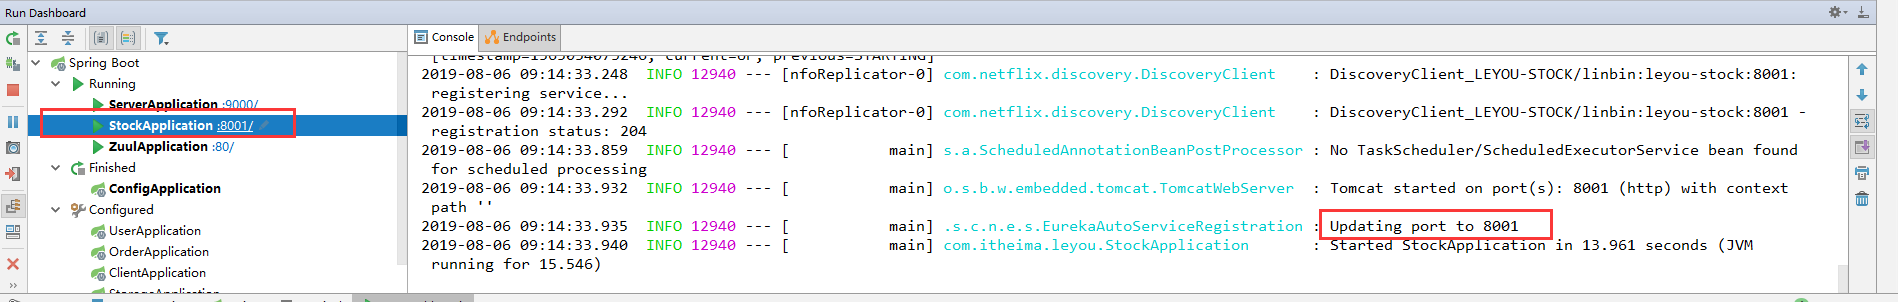 Run Dashboard
Spring Boot
Running
ServerApplication :9000/
StockApplication :8001/
ZuulApplication :80/
Finished
ConfigApplication
Configured
UserApplication
OrderApplication
ClientApplication
StorageApplication
Console Endpoints
2019-08-06 09:14:33.248 INFO 12940 --- [nfoReplicator-0] com.netflix.discovery.DiscoveryClient : DiscoveryClient_LEYOU-STOCK/linbin:leyou-stock:8001:
registering service...
2019-08-06 09:14:33.292 INFO 12940 --- [nfoReplicator-0] com.netflix.discovery.DiscoveryClient : DiscoveryClient_LEYOU-STOCK/linbin:leyou-stock:8001 -
registration status: 204
2019-08-06 09:14:33.859 INFO 12940 --- [ main] s.a.ScheduledAnnotationBeanPostProcessor : No TaskScheduler/ScheduledExecutorService bean found
for scheduled processing
2019-08-06 09:14:33.932 INFO 12940 --- [ main] o.s.b.w.embedded.tomcat.TomcatWebServer : Tomcat started on port(s): 8001 (http) with context
path ''
2019-08-06 09:14:33.935 INFO 12940 --- [ main] .s.c.n.e.s.EurekaAutoServiceRegistration : Updating port to 8001
2019-08-06 09:14:33.940 INFO 12940 --- [ main] com.itheima.leyou.StockApplication : Started StockApplication in 13.961 seconds (JVM
running for 15.546)